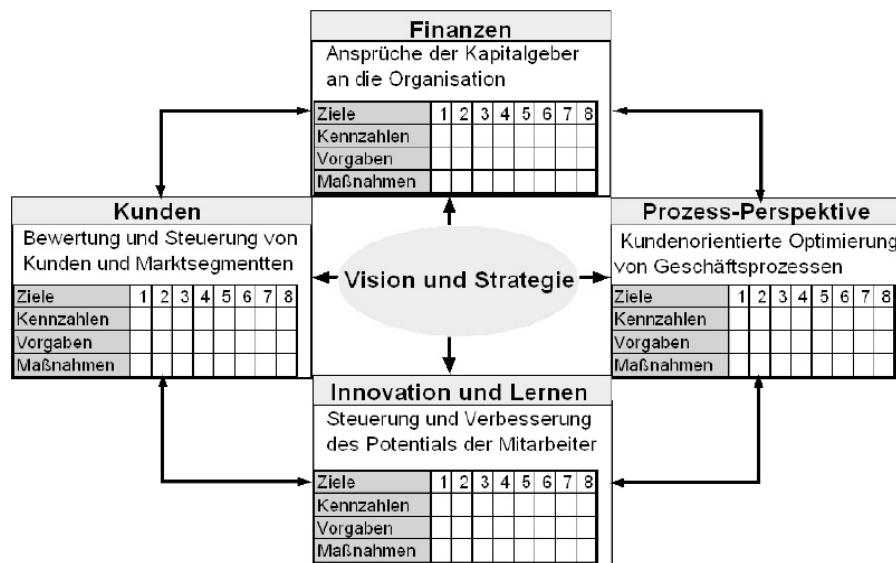 Finanzen
Ansprüche der Kapitalgeber
an die Organisation
Ziele 1 2 3 4 5 6 7 8
Kennzahlen
Vorgaben
Maßnahmen
Kunden
Bewertung und Steuerung von
Kunden und Marktsegmentten
Ziele 1 2 3 4 5 6 7 8
Kennzahlen
Vorgaben
Maßnahmen
Vision und Strategie
Prozess-Perspektive
Kundenorientierte Optimierung
von Geschäftsprozessen
Ziele 1 2 3 4 5 6 7 8
Kennzahlen
Vorgaben
Maßnahmen
Innovation und Lernen
Steuerung und Verbesserung
des Potentials der Mitarbeiter
Ziele 1 2 3 4 5 6 7 8
Kennzahlen
Vorgaben
Maßnahmen